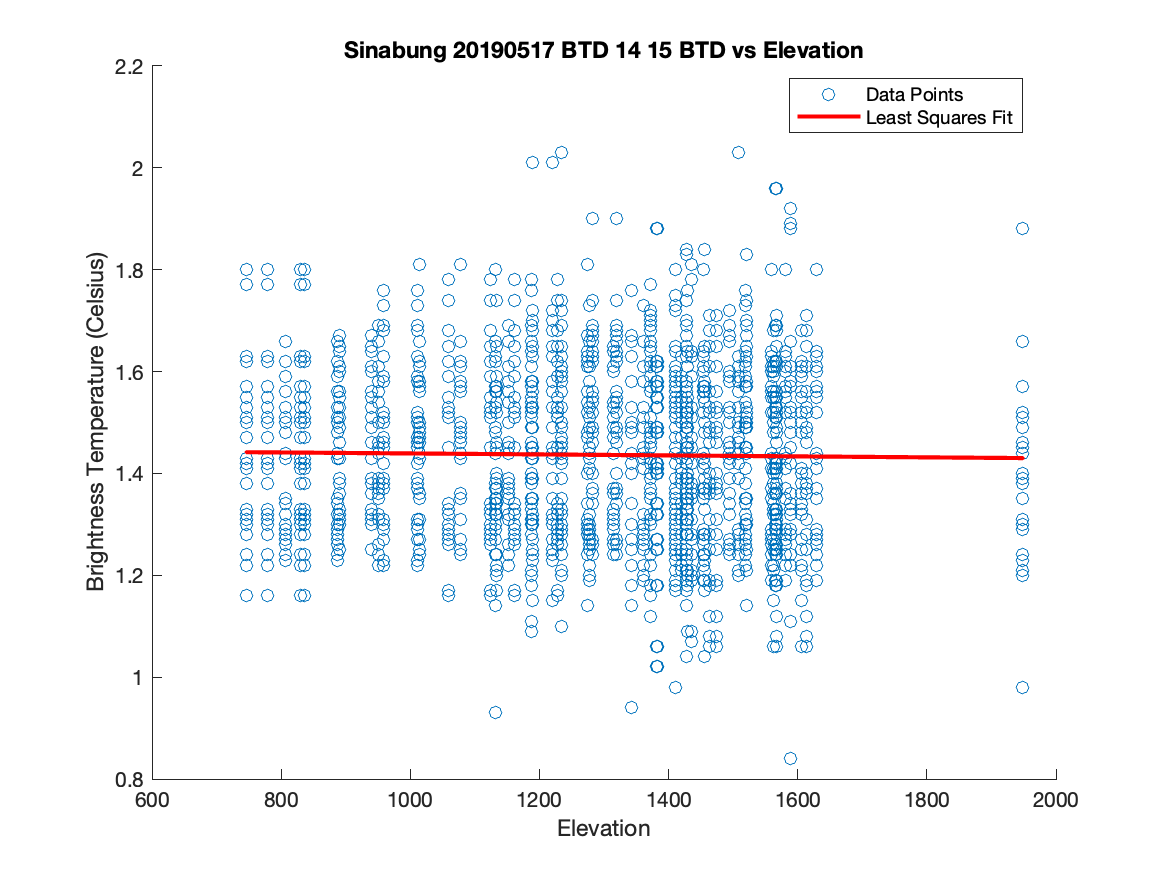 Sinabung 20190517 BTD 14 15 BTD vs Elevation
Data Points
Least Squares Fit
Brightness Temperature (Celsius)
2.2
2
1.8
1.6
1.4
1.2
1
0.8
600 800 1000 1200 1400 1600 1800 2000
Elevation